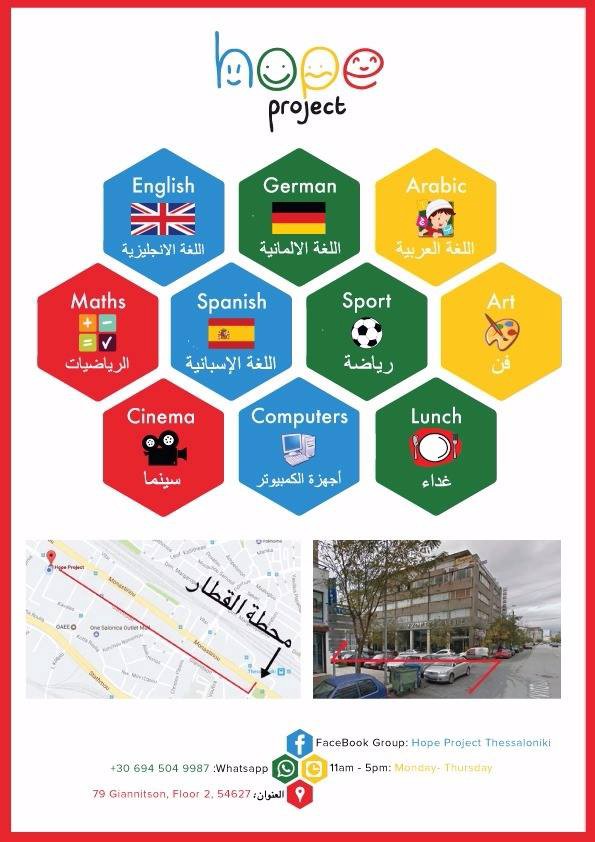 hope
project
English
اللغة الانجليزية
German
اللغة الالمانية
Arabic
اللغة العربية
Maths
الرياضيات
Spanish
اللغة الإسبانية
Sport
رياضة
Art
فن
Cinema
سينما
Computers
أجهزة الكمبيوتر
Lunch
غداء
Hope Project
Monastiriou
One Salonica Outlet Mall
Monastiriou
محطة القطار
FaceBook Group: Hope Project Thessaloniki
+30 694 504 9987 :Whatsapp
11am - 5pm: Monday- Thursday
79 Giannitson, Floor 2, 54627 العنوان: